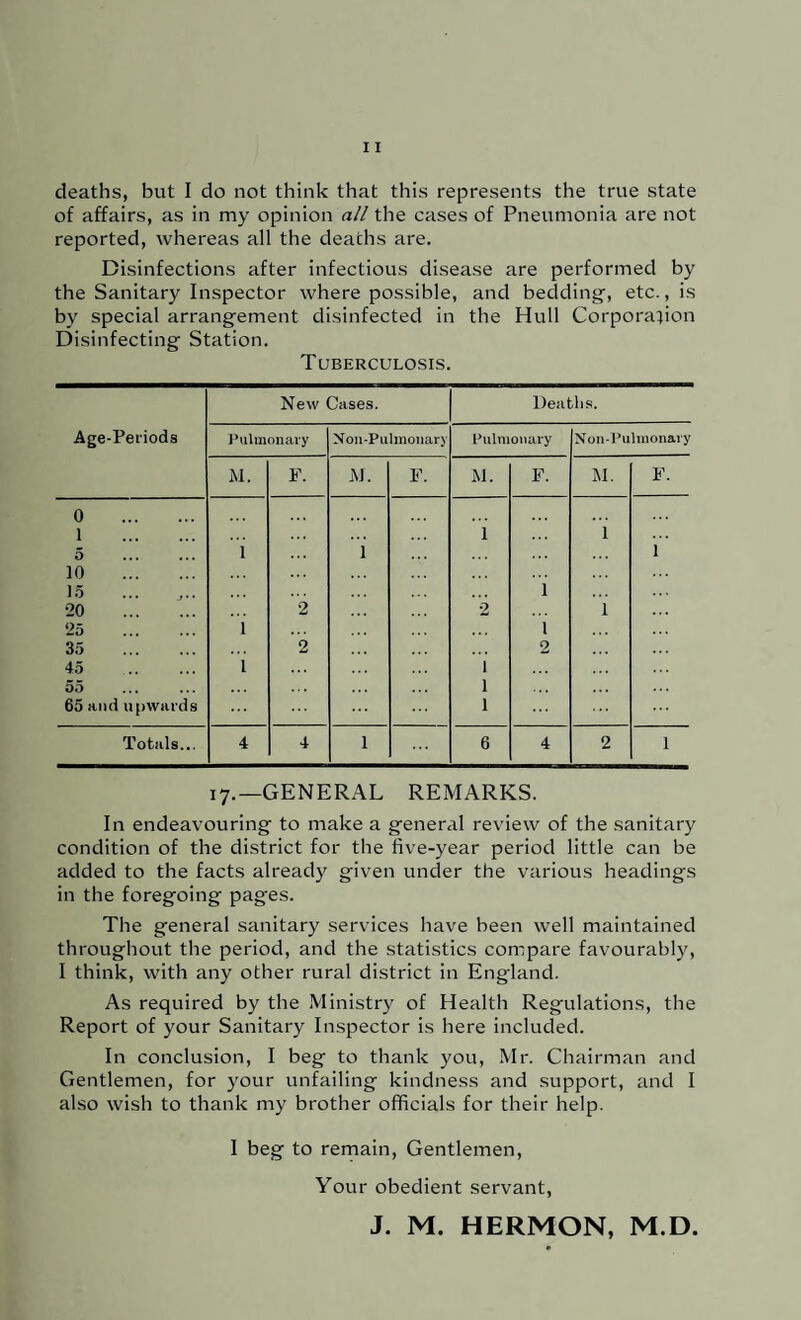 11
deaths, but I do not think that this represents the true state
of affairs, as in my opinion all the cases of Pneumonia are not
reported, whereas all the deaths are.
Disinfections after infectious disease are performed by
the Sanitary Inspector where possible, and bedding, etc., is
by special arrangement disinfected in the Hull Corporation
Disinfecting Station.
TUBERCULOSIS.
Age-Periods | New Cases. | Deaths.
Pulmonary | Non-Pulmonary | Pulmonary | Non-Pulmonary
M. | F. | M. | F. | M. | F. | M. | F.
0 ... ... | ... | ... | ... | ... | ... | ... | ... | ...
1 ... ... | ... | ... | ... | ... | 1 | ... | 1 | ...
5 ... ... | 1 | ... | 1 | ... | ... | ... | ... | 1
10 ... ... | ... | ... | ... | ... | ... | ... | ... | ...
15 ... ... | ... | ... | ... | ... | ... | 1 | ... | ...
20 ... ... | ... | 2 | ... | ... | 2 | ... | 1 | ...
25 ... ... | 1 | ... | ... | ... | ... | 1 | ... | ...
35 ... ... | ... | 2 | ... | ... | ... | 2 | ... | ...
45 .. ... | 1 | ... | ... | ... | 1 | ... | ... | ...
55 ... ... | ... | ... | ... | ... | 1 | ... | ... | ...
65 and upwards | ... | ... | ... | ... | 1 | ... | ... | ...
Totals... | 4 | 4 | 1 | ... | 6 | 4 | 2 | 1
17.—GENERAL REMARKS.
In endeavouring to make a general review of the sanitary
condition of the district for the five-year period little can be
added to the facts already given under the various headings
in the foregoing pages.
The general sanitary services have been well maintained
throughout the period, and the statistics compare favourably,
I think, with any other rural district in England.
As required by the Ministry of Health Regulations, the
Report of your Sanitary Inspector is here included.
In conclusion, I beg to thank you, Mr. Chairman and
Gentlemen, for your unfailing kindness and support, and I
also wish to thank my brother officials for their help.
I beg to remain, Gentlemen,
Your obedient servant,
J. M. HERMON, M.D.